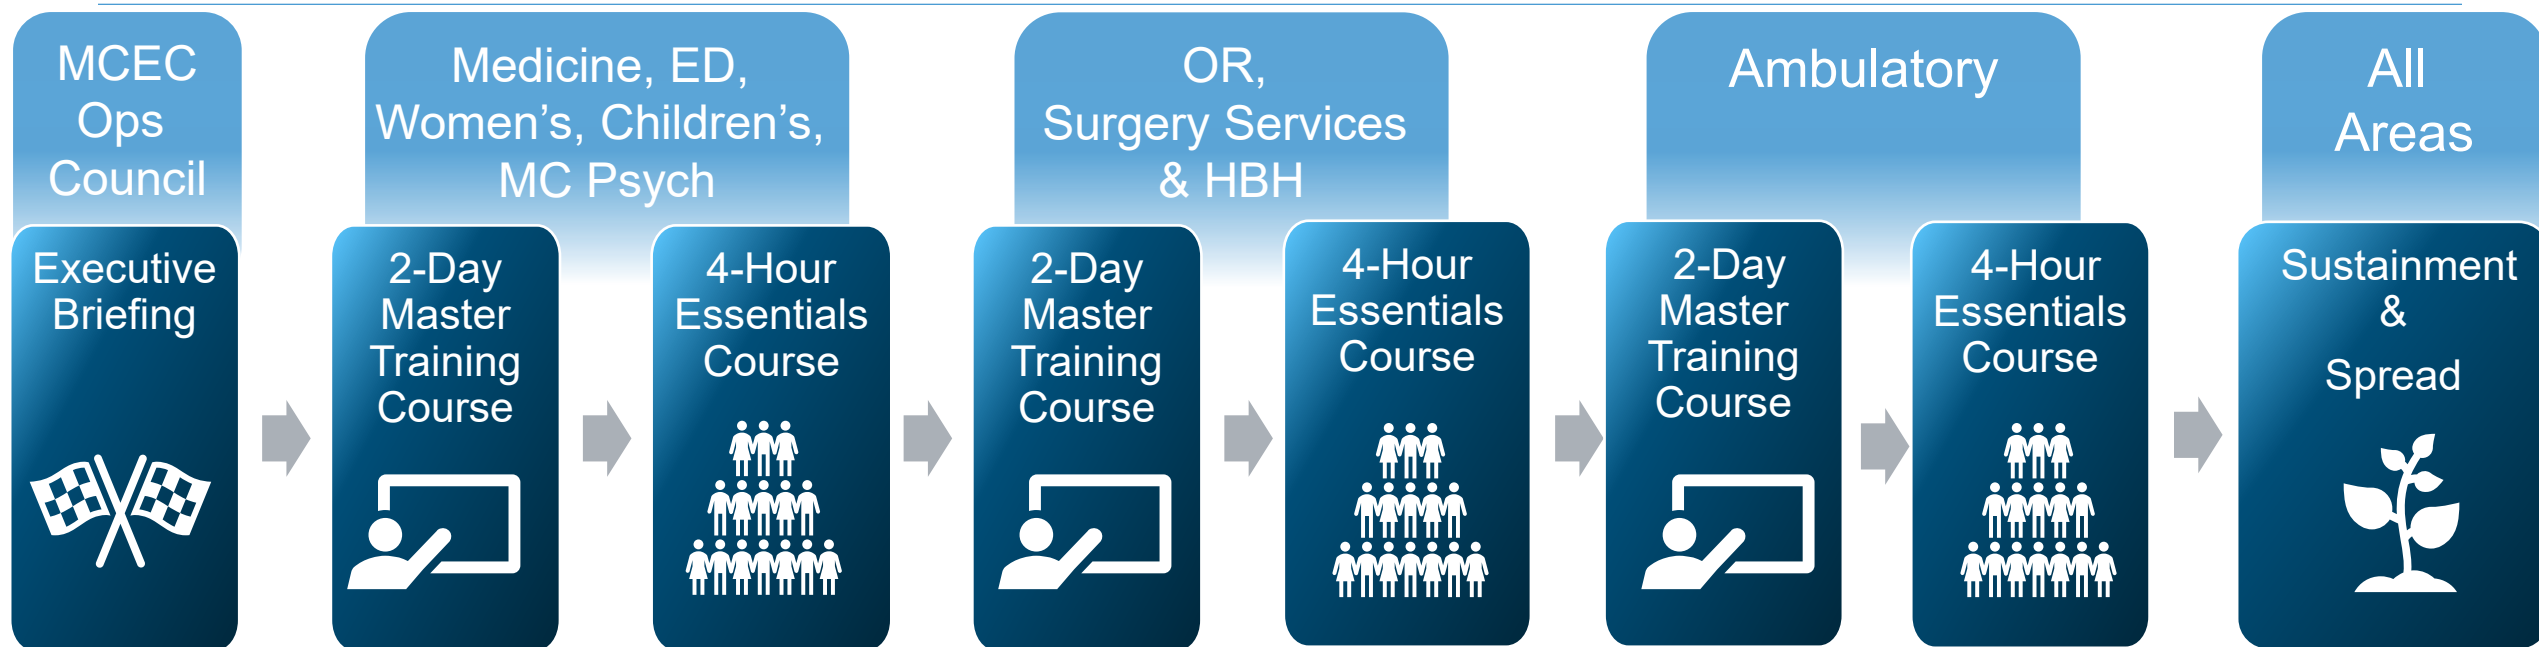 MCEC
Ops
Council
Medicine, ED,
Women’s, Children’s,
MC Psych
OR,
Surgery Services
& HBH
Ambulatory
All
Areas
Executive
Briefing
2-Day
Master
Training
Course
4-Hour
Essentials
Course
2-Day
Master
Training
Course
4-Hour
Essentials
Course
2-Day
Master
Training
Course
4-Hour
Essentials
Course
Sustainment
&
Spread